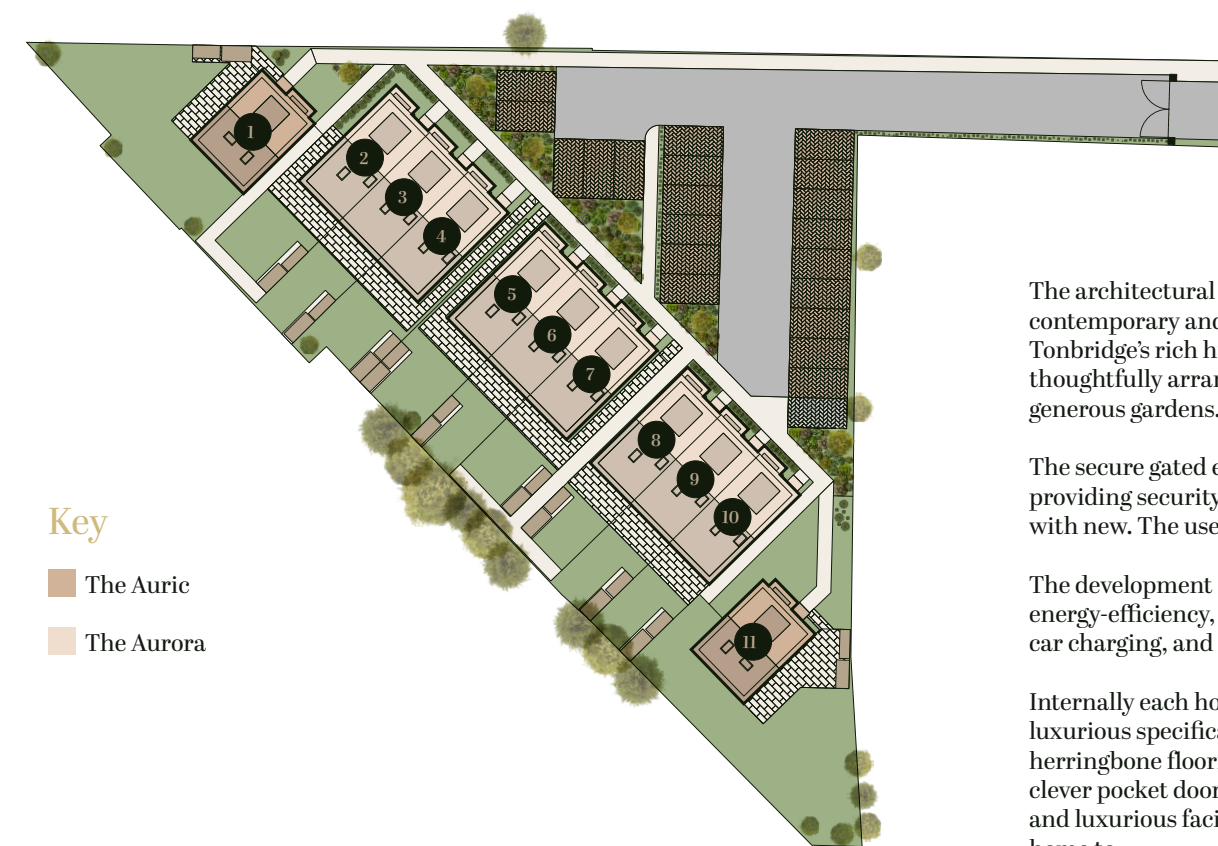 1
2
3
4
5
6
7
8
9
10
11
Key
The Auric
The Aurora
The architectural
contemporary and
Tonbridge's rich h
thoughtfully arran
generous gardens.
The secure gated e
providing security
with new. The use
The development
energy-efficiency,
car charging, and
Internally each ho
luxurious specifica
herringbone floor
clever pocket door
and luxurious faci